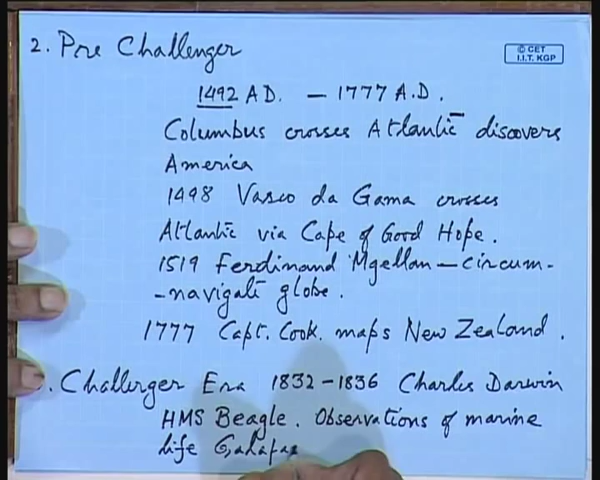 2. Pre Challenger
© CET
I.I.T. KGP
1492 A.D. — 1777 A.D.
Columbus crosses Atlantic discovers
America
1498 Vasco da Gama crosses
Atlantic via Cape of Good Hope.
1519 Ferdinand Mgellan — circum-
-navigate globe.
1777 Capt. Cook. maps New Zealand.
. Challenger Era 1832-1836 Charles Darwin
HMS Beagle. Observations of marine
life Galapag